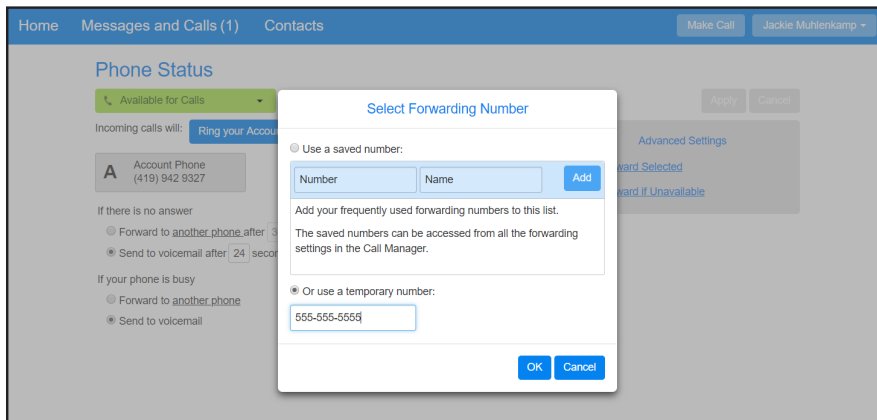 Home Messages and Calls (1) Contacts Make Call Jackie Muhlenkamp
Phone Status
Available for Calls
Apply Cancel
Incoming calls will: Ring your Accou
A Account Phone
(419) 942 9327
If there is no answer
Forward to another phone after 3
Send to voicemail after 24 secon
If your phone is busy
Forward to another phone
Send to voicemail
Select Forwarding Number
Use a saved number:
Number Name Add
Add your frequently used forwarding numbers to this list.
The saved numbers can be accessed from all the forwarding
settings in the Call Manager.
Or use a temporary number:
555-555-5555
OK Cancel
Advanced Settings
ward Selected
ward if Unavailable